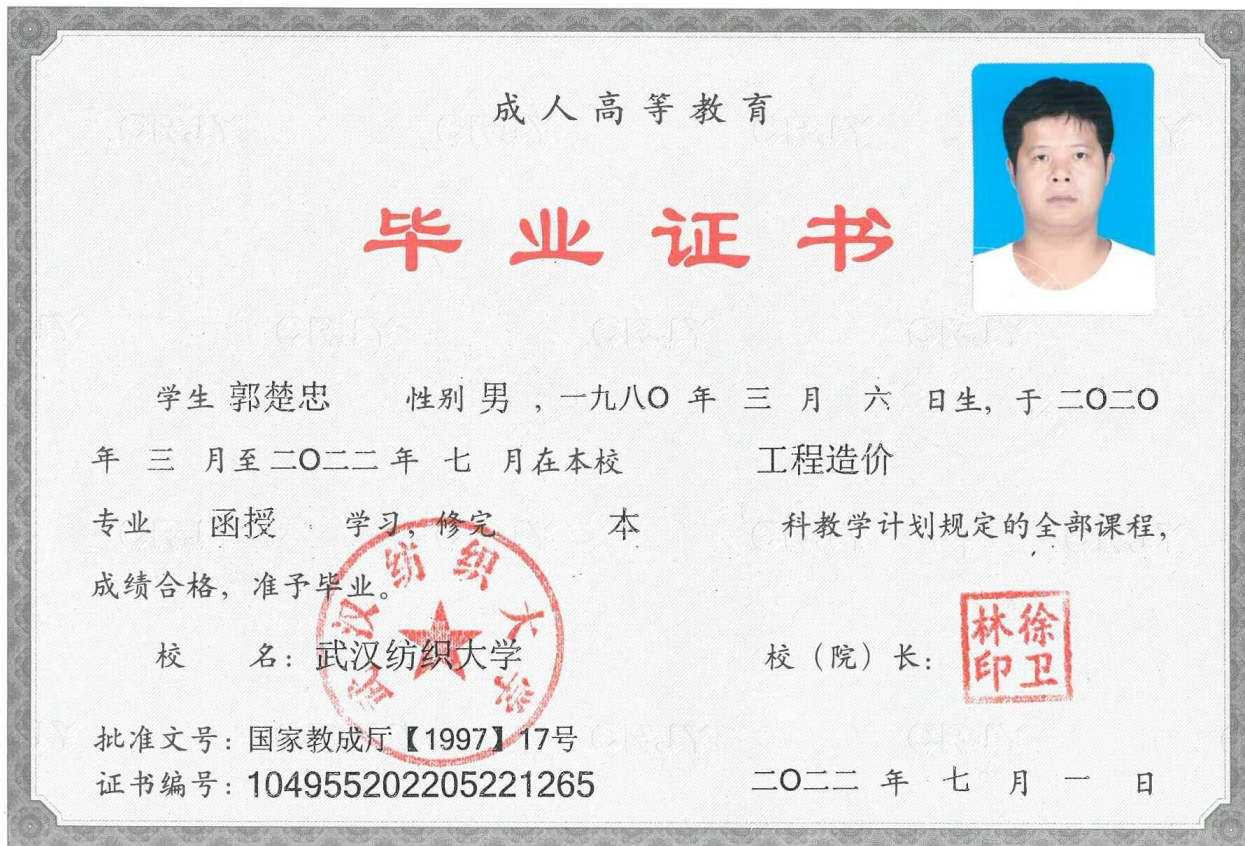 成人高等教育
毕业证书
学生 郭楚忠 性别 男 ,一九八O 年 三 月 六 日生, 于 二O二O
年 三 月至 二O二二 年 七 月在本校 工程造价
专业 函授 学习, 修完 本 科教学计划规定的全部课程,
成绩合格, 准予毕业。
武汉纺织大学
校 名: 武汉纺织大学 校（院）长:
徐卫林印
批准文号: 国家教成厅【1997】17号
证书编号: 104955202205221265 二O二二 年 七 月 一 日